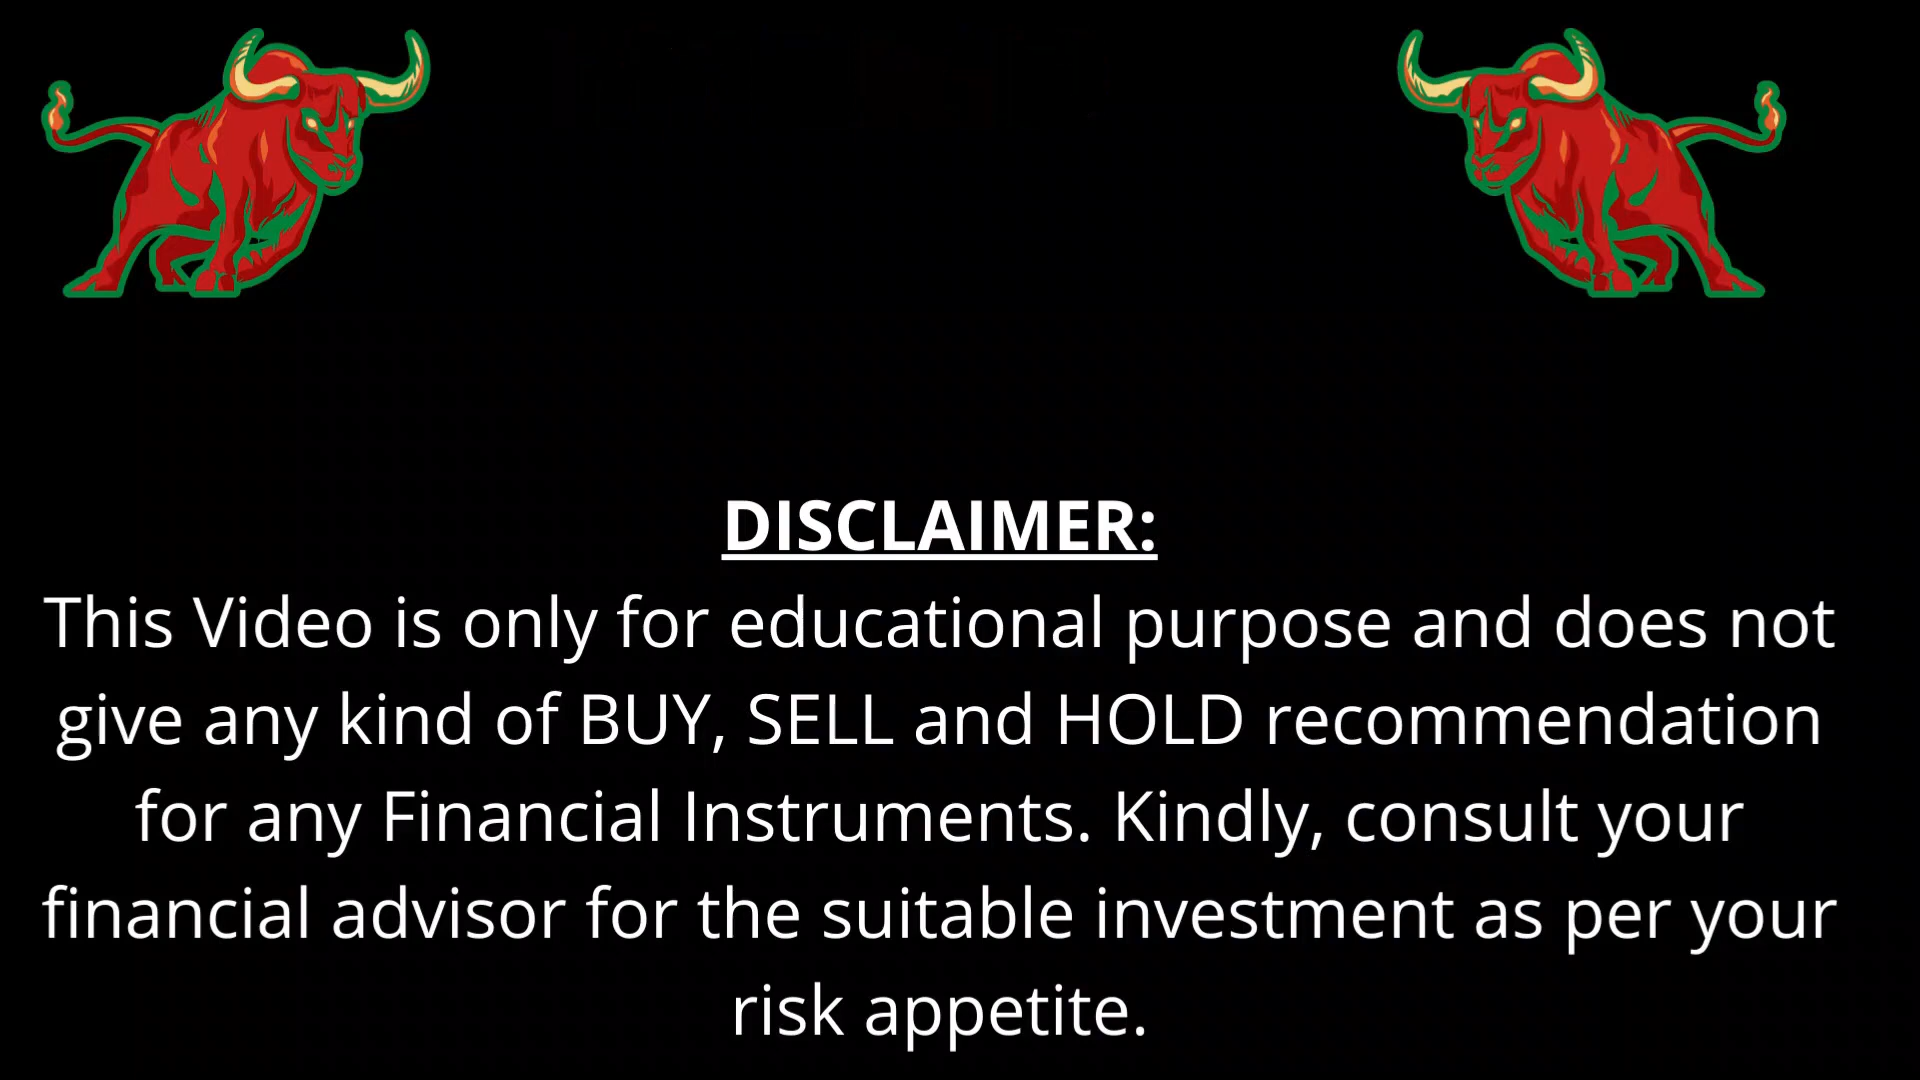 DISCLAIMER:
This Video is only for educational purpose and does not
give any kind of BUY, SELL and HOLD recommendation
for any Financial Instruments. Kindly, consult your
financial advisor for the suitable investment as per your
risk appetite.